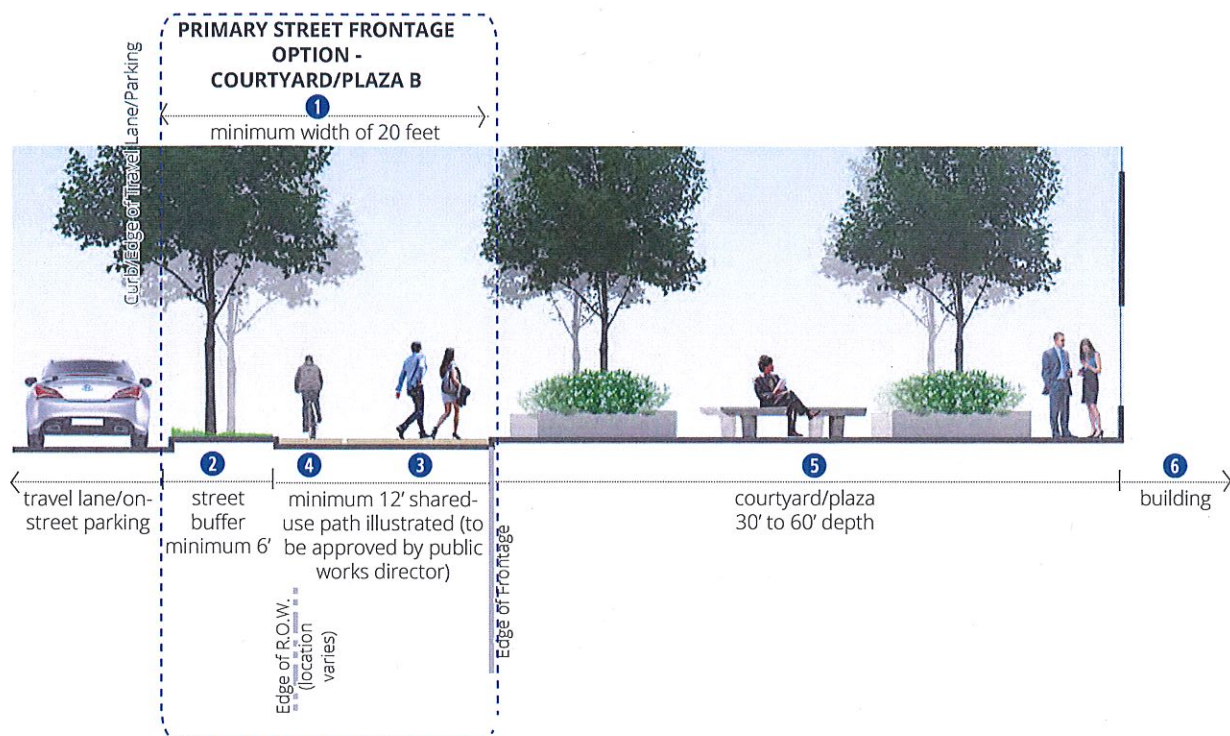 PRIMARY STREET FRONTAGE
OPTION -
COURTYARD/PLAZA B
1
minimum width of 20 feet
Curb/Edge of Travel Lane/Parking
2
4
3
5
6
travel lane/on-
street parking
street
buffer
minimum 6'
minimum 12' shared-
use path illustrated (to
be approved by public
works director)
courtyard/plaza
30' to 60' depth
building
Edge of R.O.W.
(location
varies)
Edge of Frontage